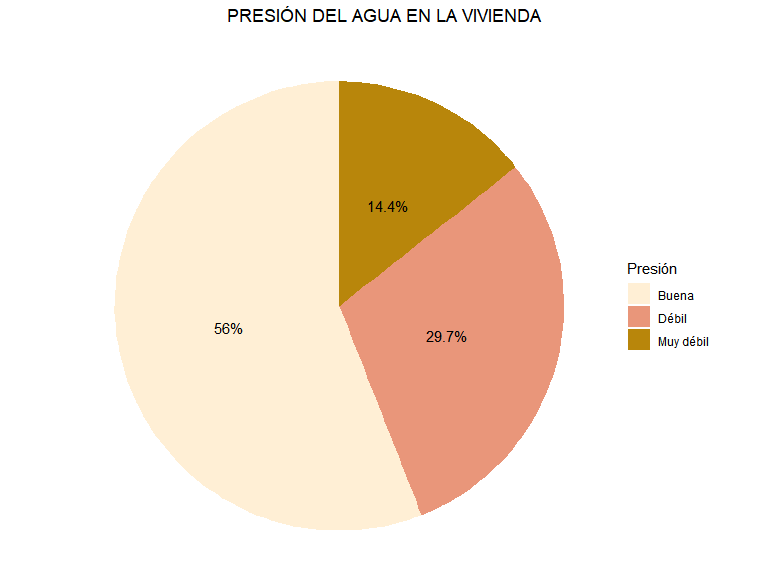 PRESIÓN DEL AGUA EN LA VIVIENDA
14.4%
56%
29.7%
Presión
Buena
Débil
Muy débil